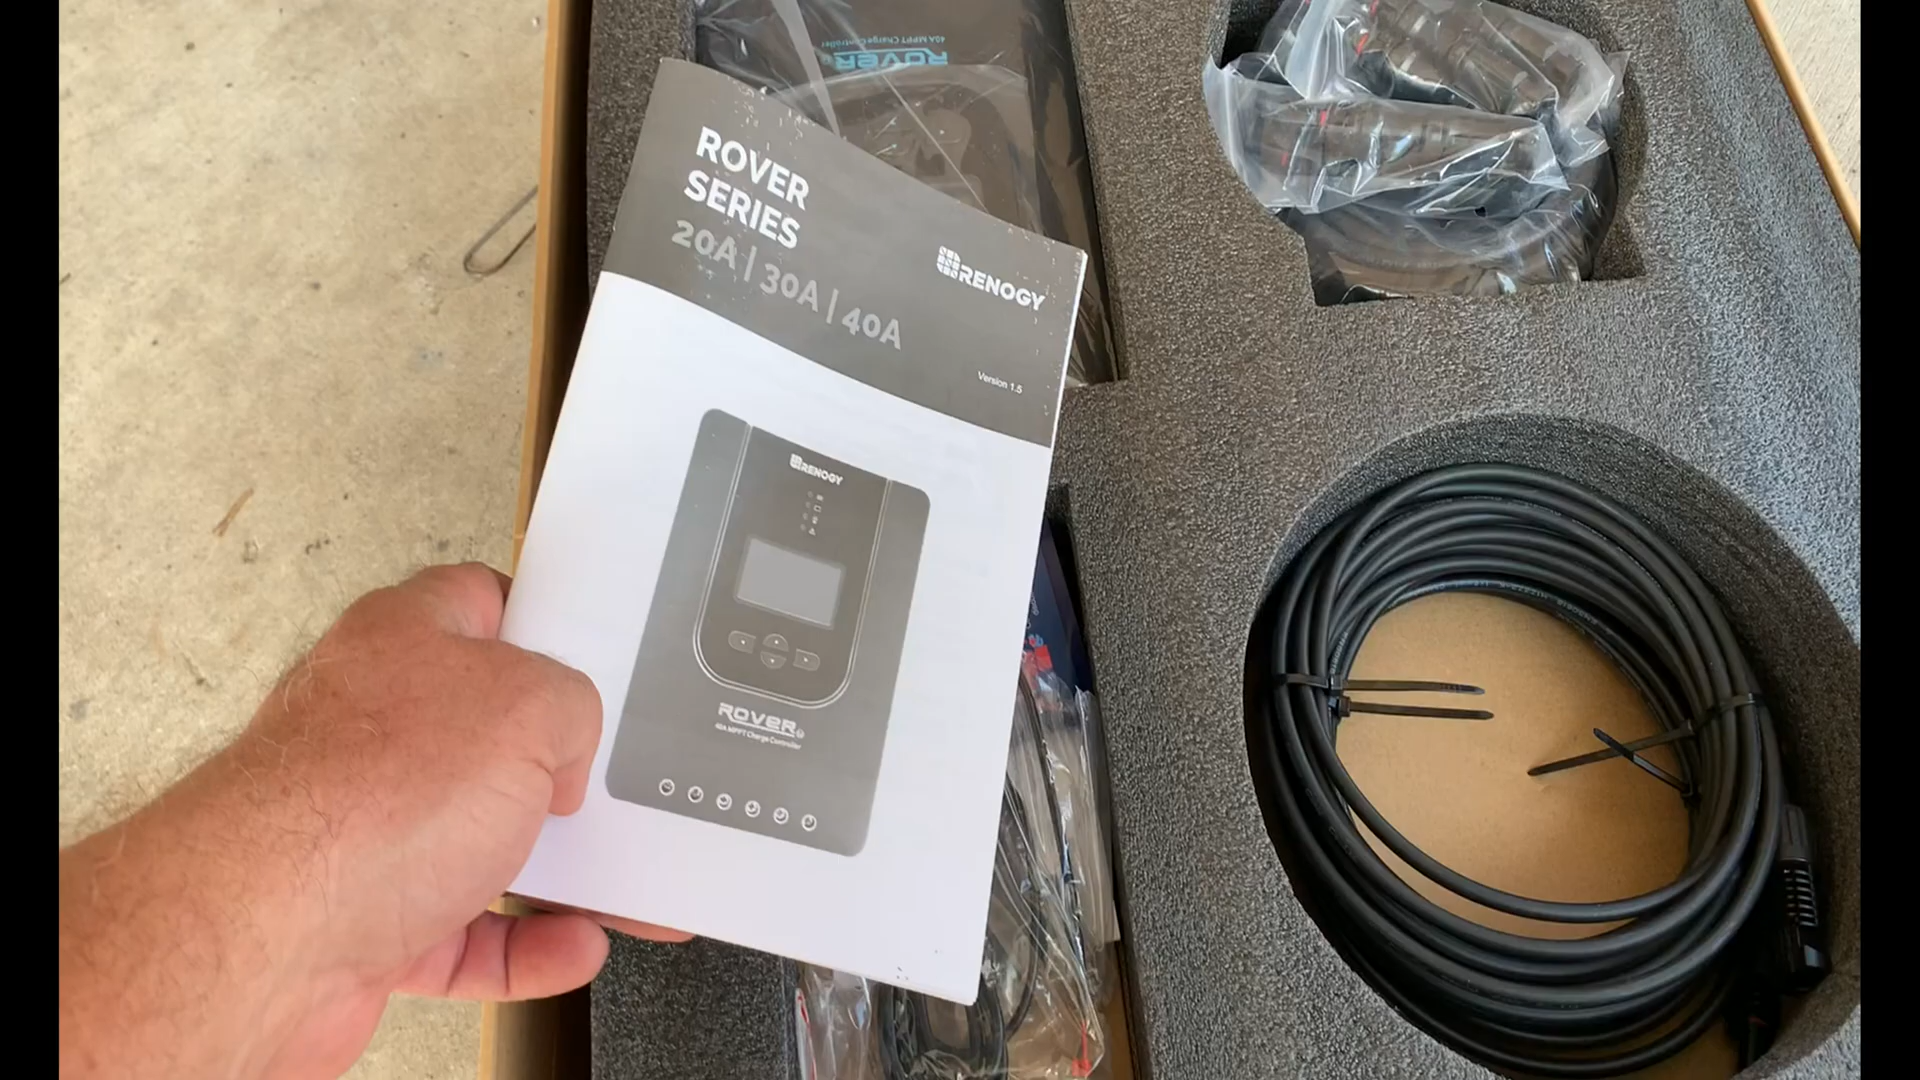 40A MPPT Charge Controller
ROVER
ROVER
SERIES
20A | 30A | 40A
RENOGY
Version 1.5
RENOGY
ROVER
40A MPPT Charge Controller